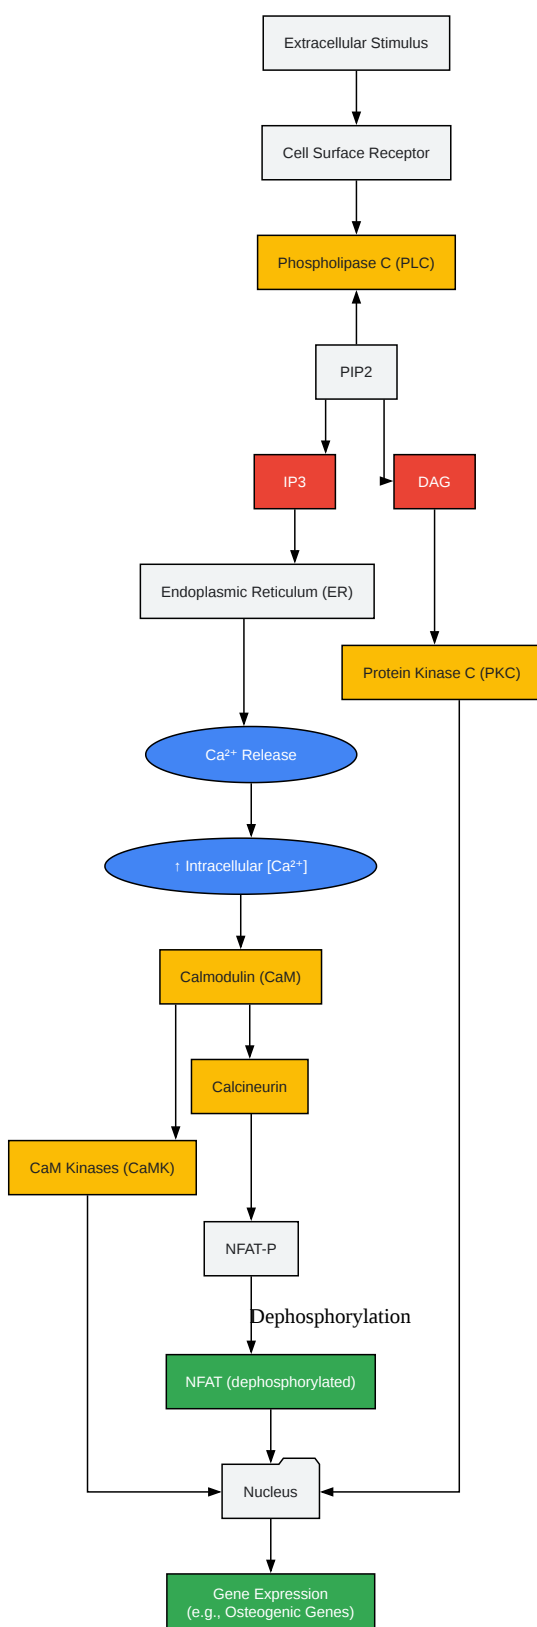 Extracellular Stimulus
Cell Surface Receptor
Phospholipase C (PLC)
PIP2
IP3
DAG
Endoplasmic Reticulum (ER)
Protein Kinase C (PKC)
Ca²⁺ Release
↑ Intracellular [Ca²⁺]
Calmodulin (CaM)
Calcineurin
CaM Kinases (CaMK)
NFAT-P
Dephosphorylation
NFAT (dephosphorylated)
Nucleus
Gene Expression
(e.g., Osteogenic Genes)